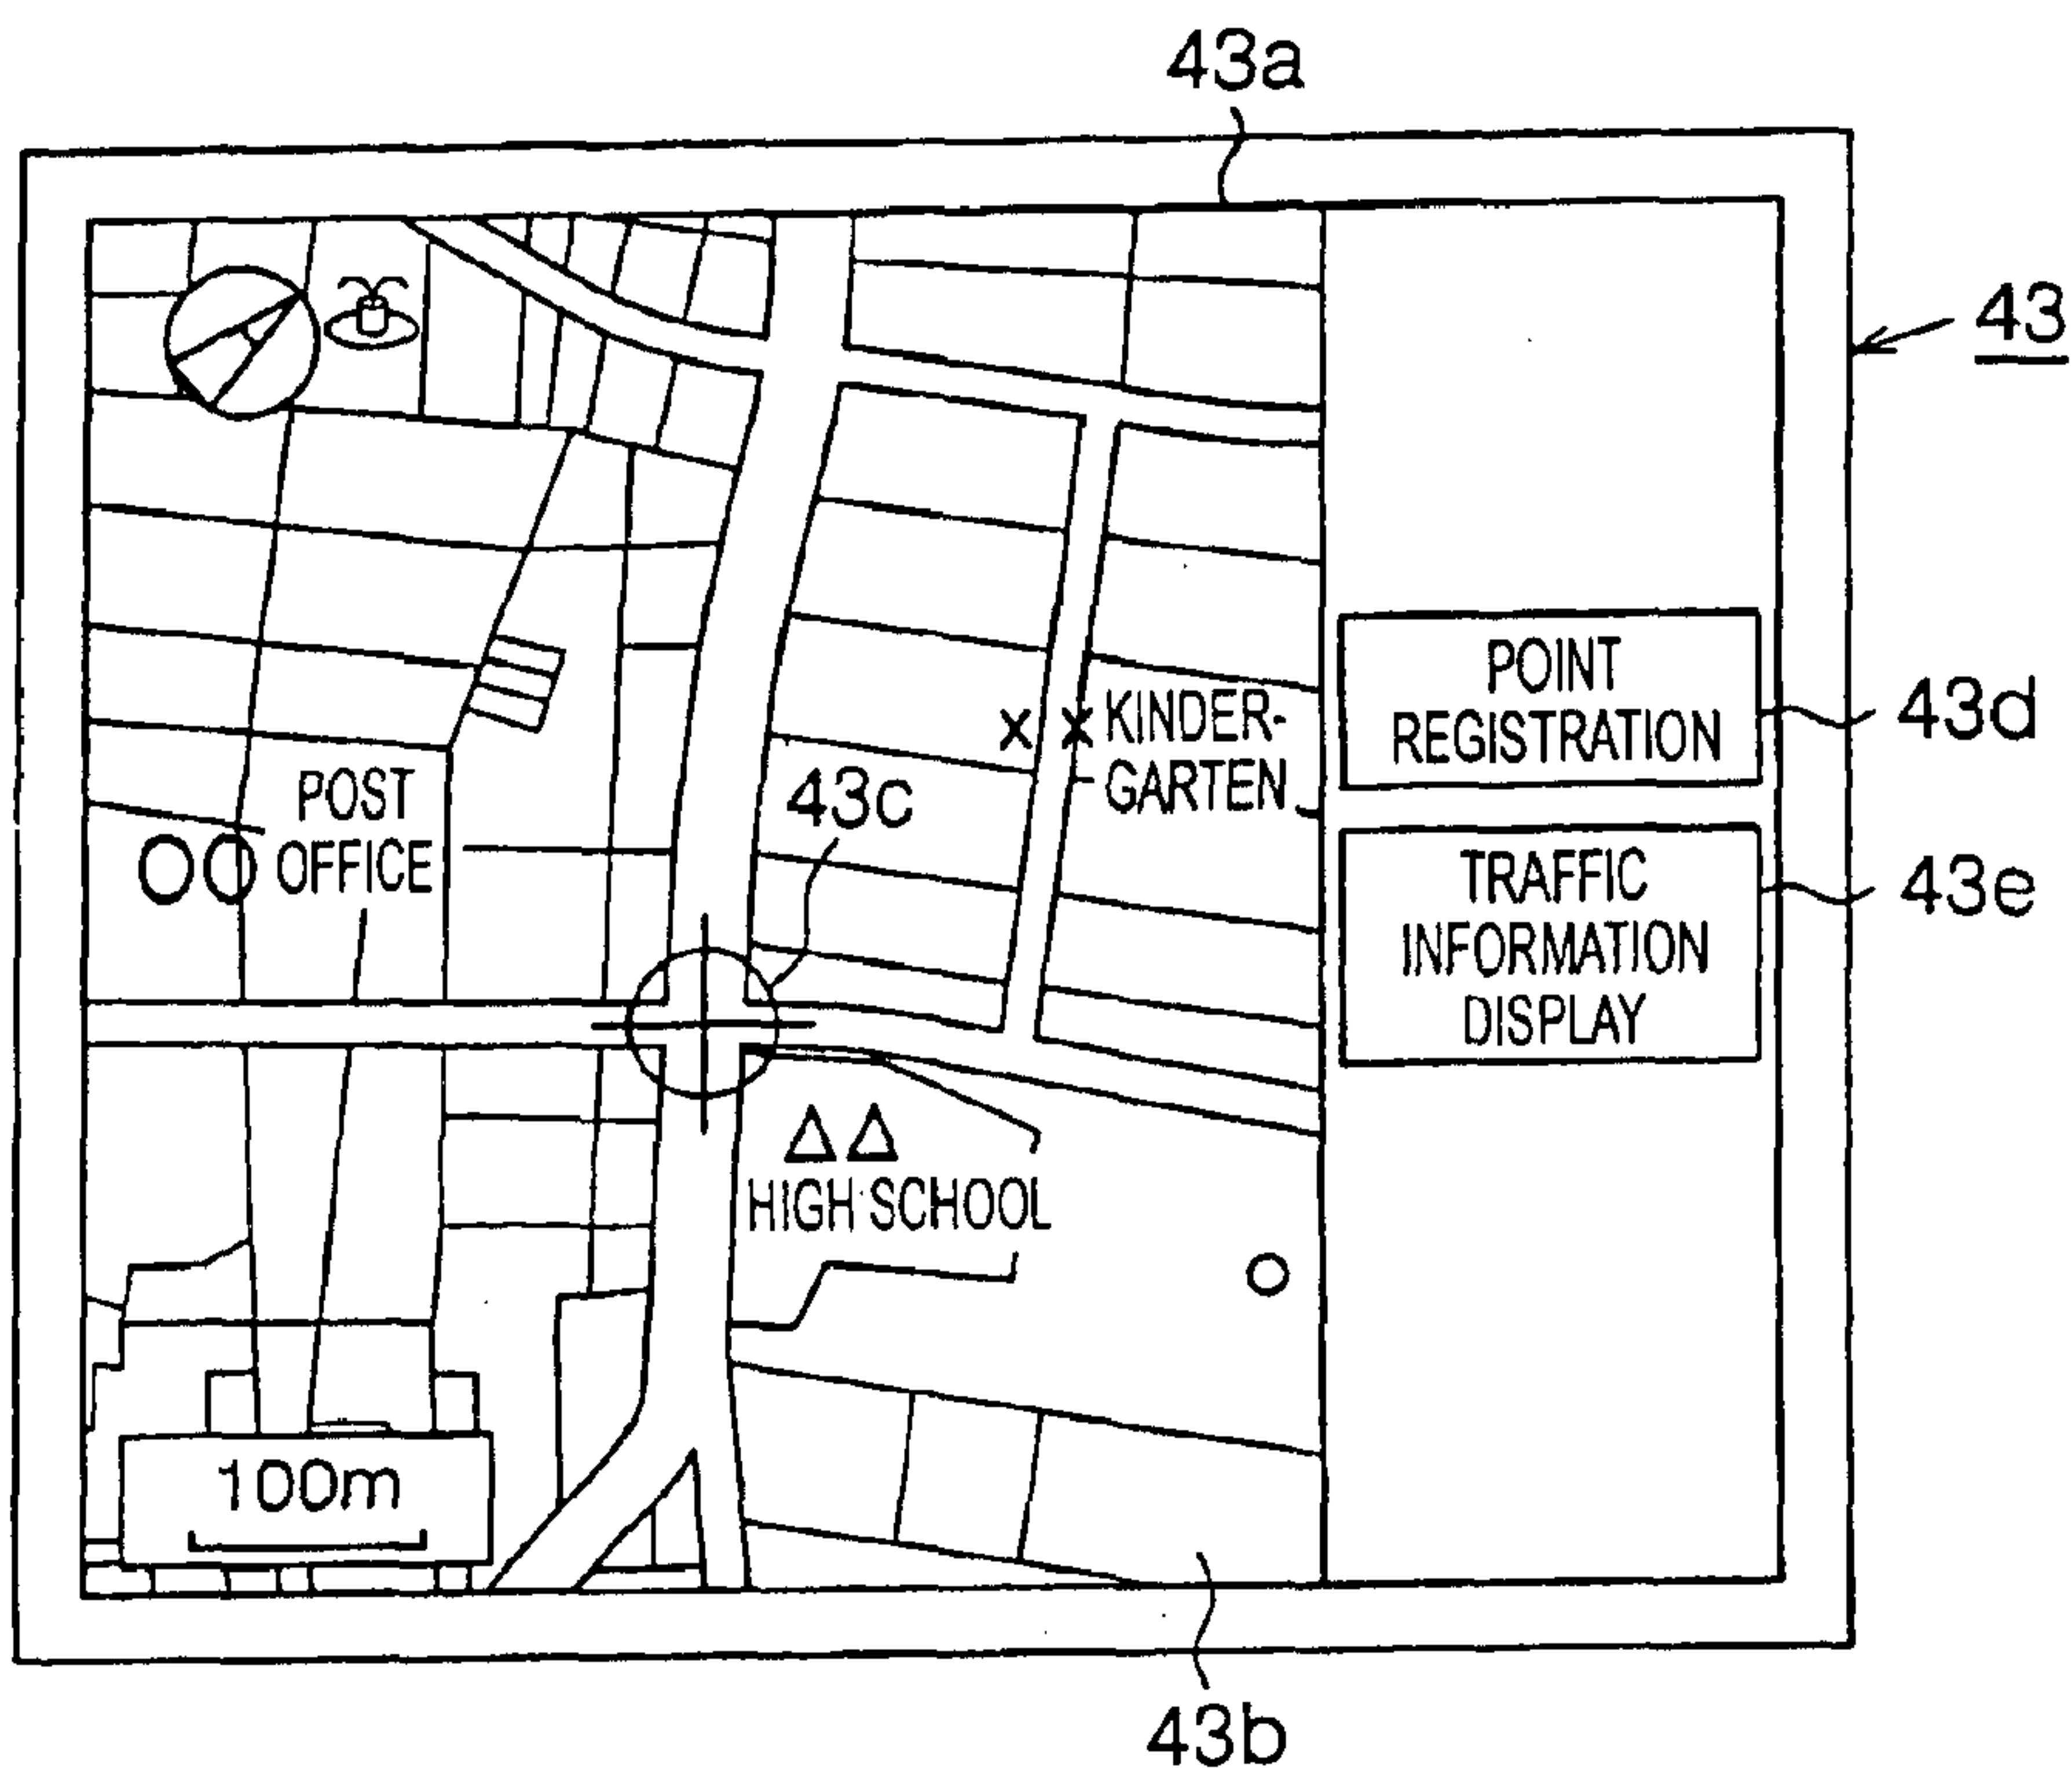 43a
43
POINT
REGISTRATION
43d
X X KINDER-
GARTEN
43c
POST
○○ OFFICE
TRAFFIC
INFORMATION
DISPLAY
43e
△△
HIGH SCHOOL
100m
43b